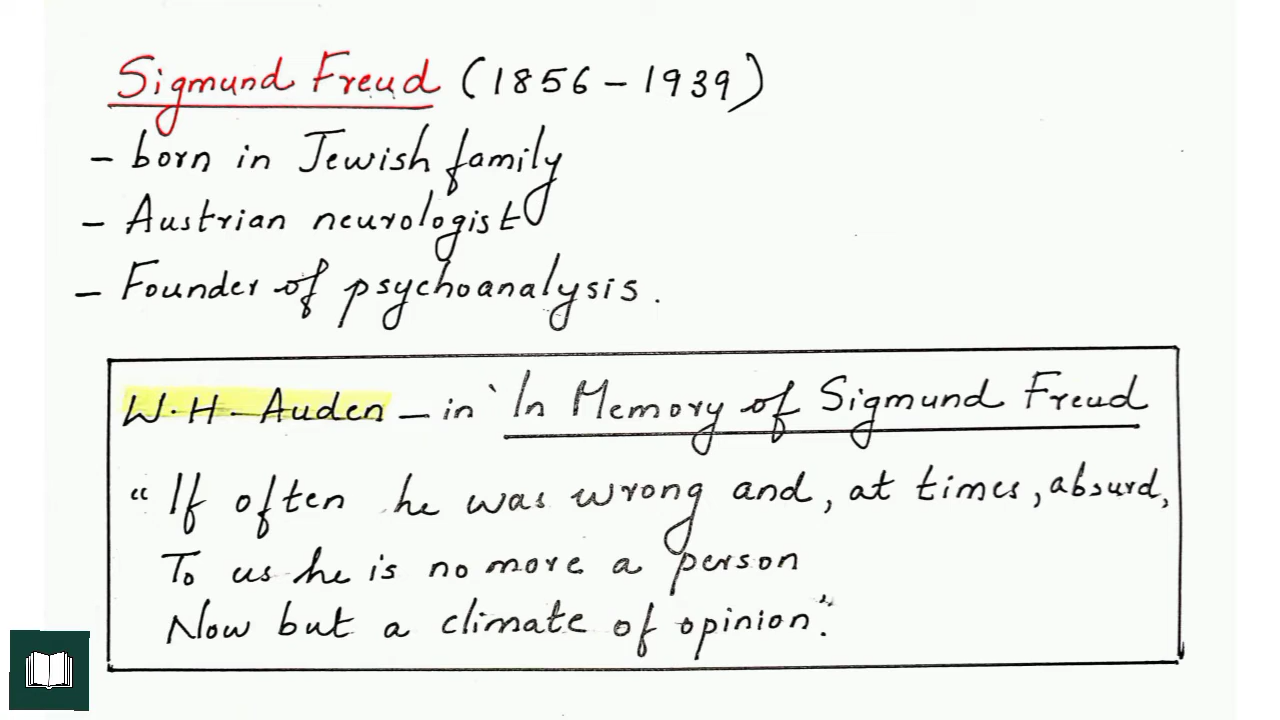 Sigmund Freud (1856 – 1939)
– born in Jewish family
– Austrian neurologist
– Founder of psychoanalysis.
W.H. Auden – in ‘In Memory of Sigmund Freud
“If often he was wrong and, at times, absurd,
To us he is no more a person
Now but a climate of opinion”.